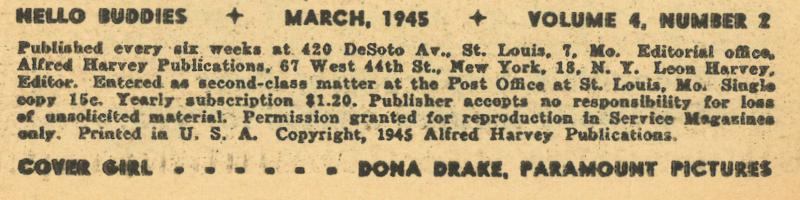 HELLO BUDDIES ✦ MARCH, 1945 ✦ VOLUME 4, NUMBER 2
Published every six weeks at 420 DeSoto Av., St. Louis, 7, Mo. Editorial office,
Alfred Harvey Publications, 67 West 44th St., New York, 18, N. Y. Leon Harvey,
Editor. Entered as second-class matter at the Post Office at St. Louis, Mo. Single
copy 15c. Yearly subscription $1.20. Publisher accepts no responsibility for loss
of unsolicited material. Permission granted for reproduction in Service Magazines
only. Printed in U. S. A. Copyright, 1945 Alfred Harvey Publications.
COVER GIRL - - - - - - DONA DRAKE, PARAMOUNT PICTURES